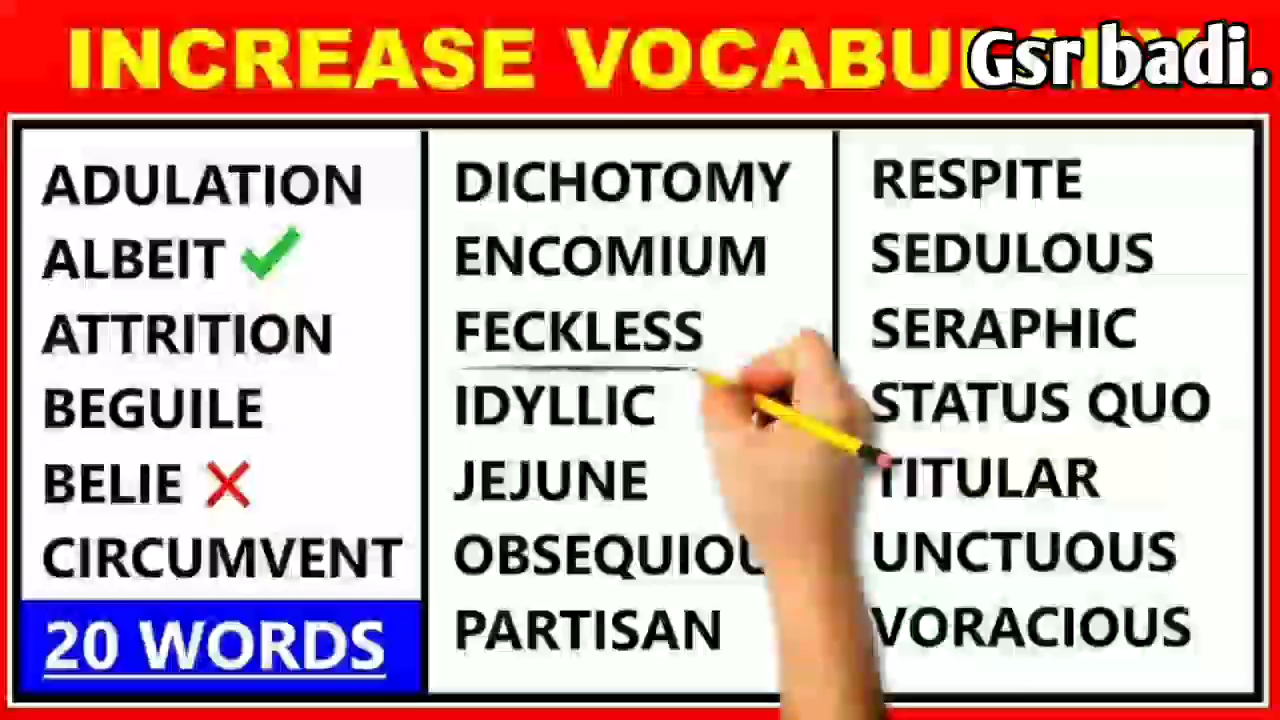 INCREASE VOCABULARY
Gsr badi.
ADULATION
ALBEIT
ATTRITION
BEGUILE
BELIE
CIRCUMVENT
20 WORDS
DICHOTOMY
ENCOMIUM
FECKLESS
IDYLLIC
JEJUNE
OBSEQUIOU
PARTISAN
RESPITE
SEDULOUS
SERAPHIC
STATUS QUO
TITULAR
UNCTUOUS
VORACIOUS